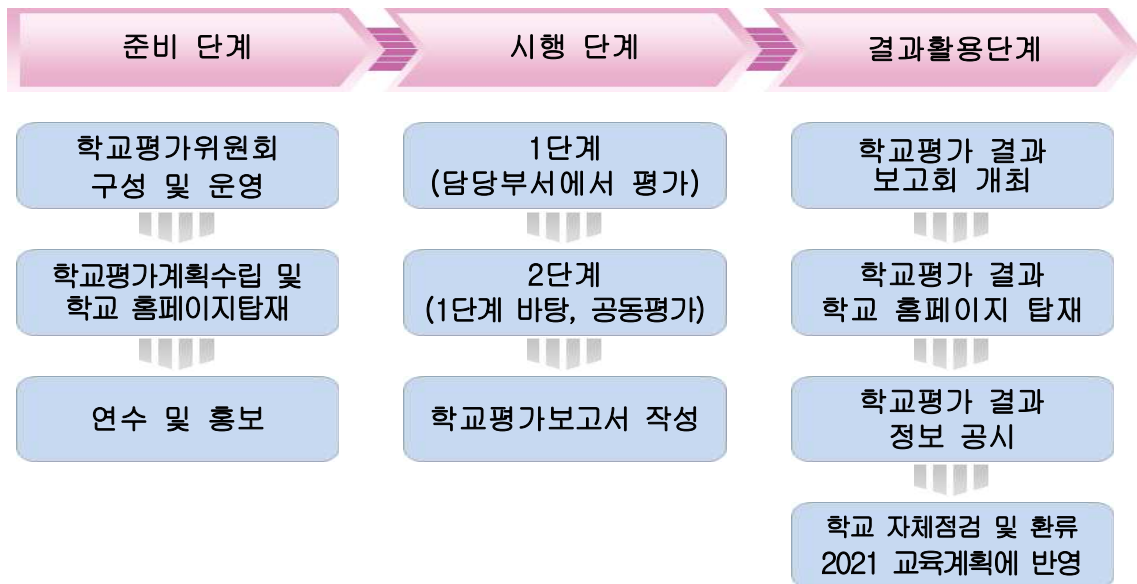 준비 단계
시행 단계
결과활용단계
학교평가위원회
구성 및 운영
학교평가계획수립 및
학교 홈페이지탑재
연수 및 홍보
1단계
(담당부서에서 평가)
2단계
(1단계 바탕, 공동평가)
학교평가보고서 작성
학교평가 결과
보고회 개최
학교평가 결과
학교 홈페이지 탑재
학교평가 결과
정보 공시
학교 자체점검 및 환류
2021 교육계획에 반영